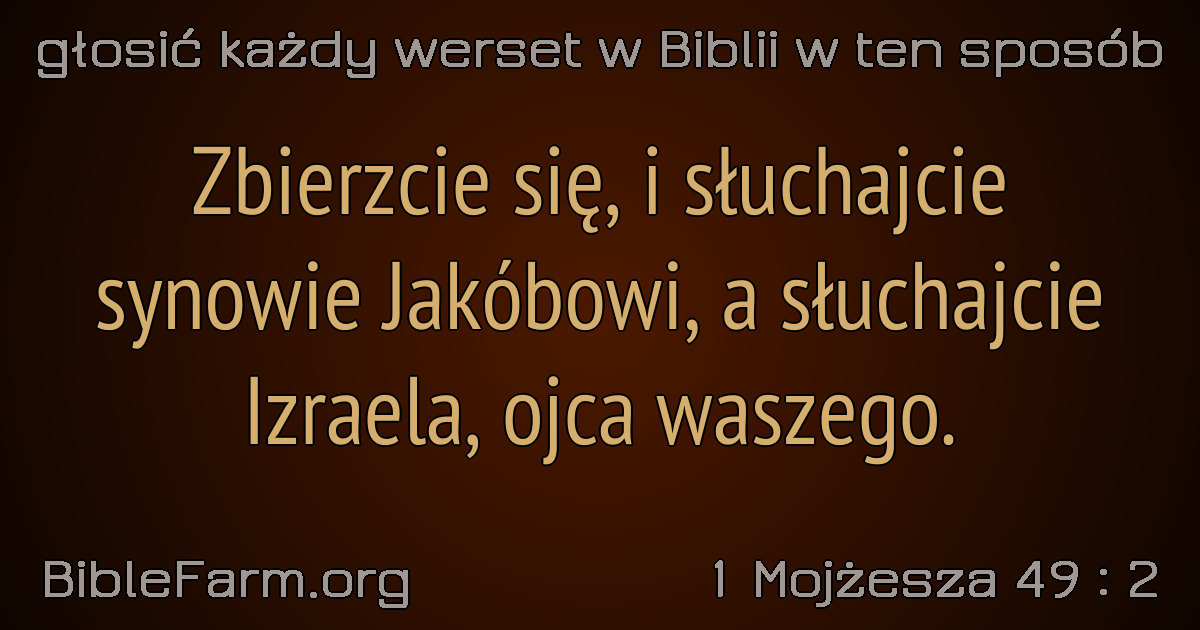 głosić każdy werset w Biblii w ten sposób
Zbierzcie się, i słuchajcie
synowie Jakóbowi, a słuchajcie
Izraela, ojca waszego.
BibleFarm.org
1 Mojżesza 49 : 2